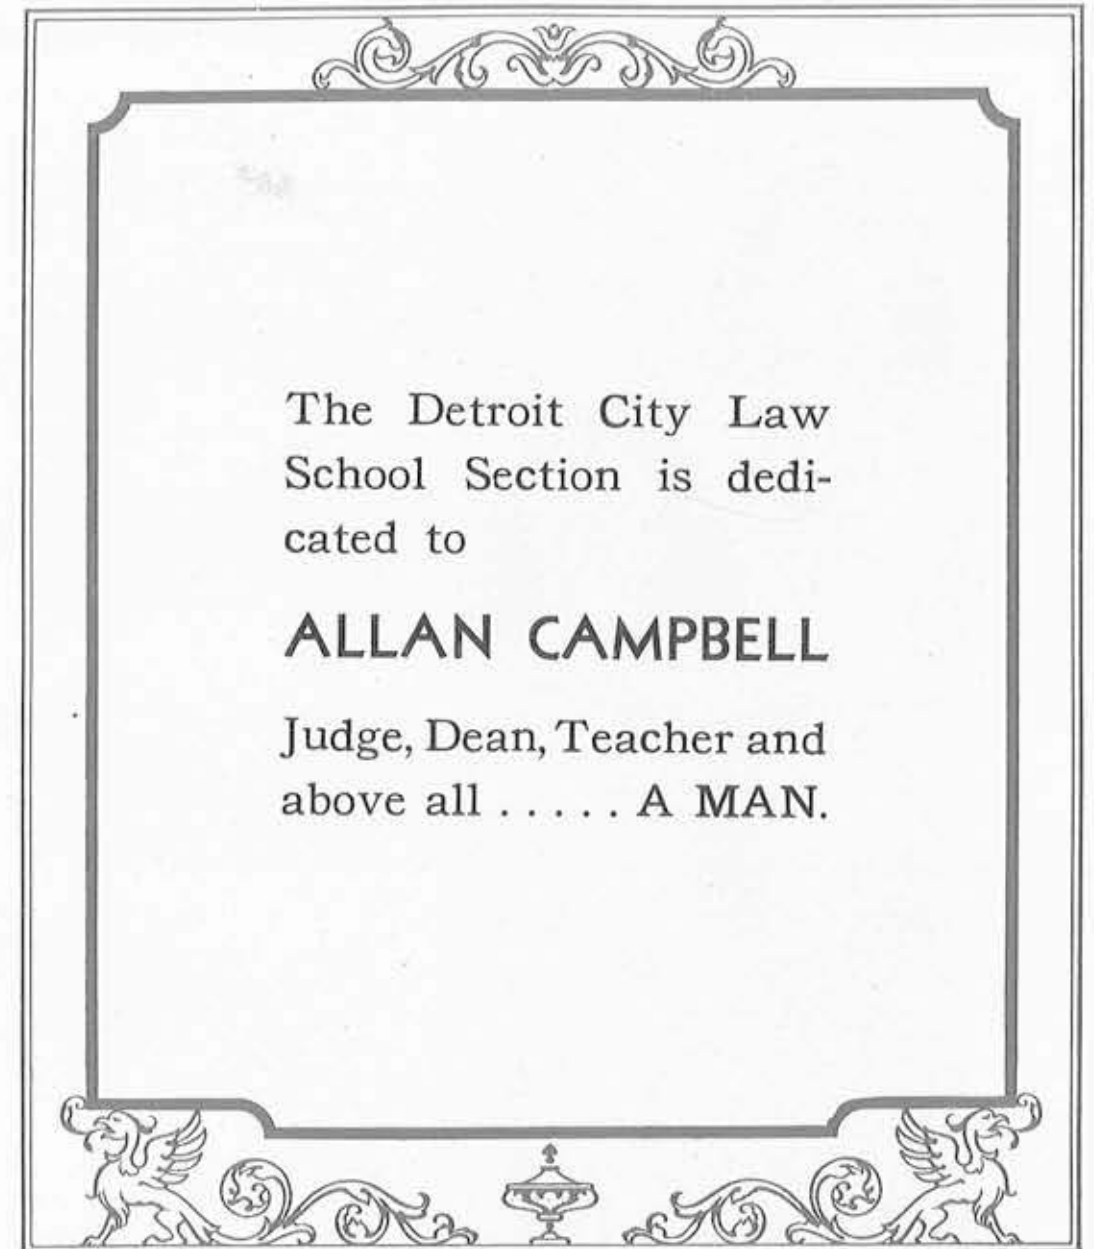 The Detroit City Law
School Section is dedi-
cated to
ALLAN CAMPBELL
Judge, Dean, Teacher and
above all . . . . . A MAN.